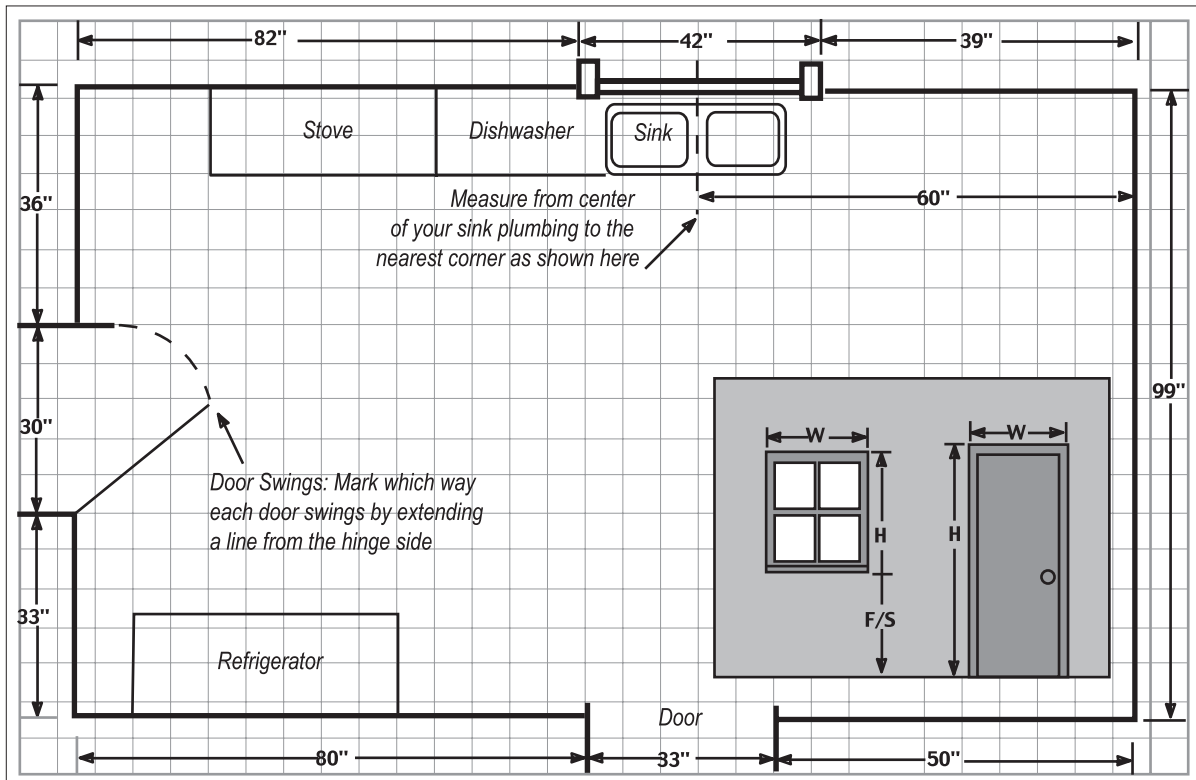 82"
42"
39"
Stove
Dishwasher
Sink
36"
Measure from center
of your sink plumbing to the
nearest corner as shown here
60"
99"
30"
Door Swings: Mark which way
each door swings by extending
a line from the hinge side
W
W
H
H
F/S
33"
Refrigerator
Door
80"
33"
50"